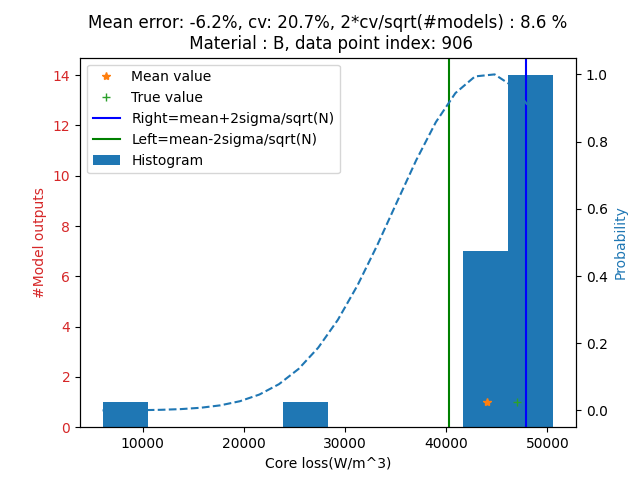 Mean error: -6.2%, cv: 20.7%, 2*cv/sqrt(#models) : 8.6 %
Material : B, data point index: 906
Mean value
True value
Right=mean+2sigma/sqrt(N)
Left=mean-2sigma/sqrt(N)
Histogram
#Model outputs
14
12
10
8
6
4
2
0
1.0
0.8
0.6
0.4
0.2
0.0
Probability
10000 20000 30000 40000 50000
Core loss(W/m^3)